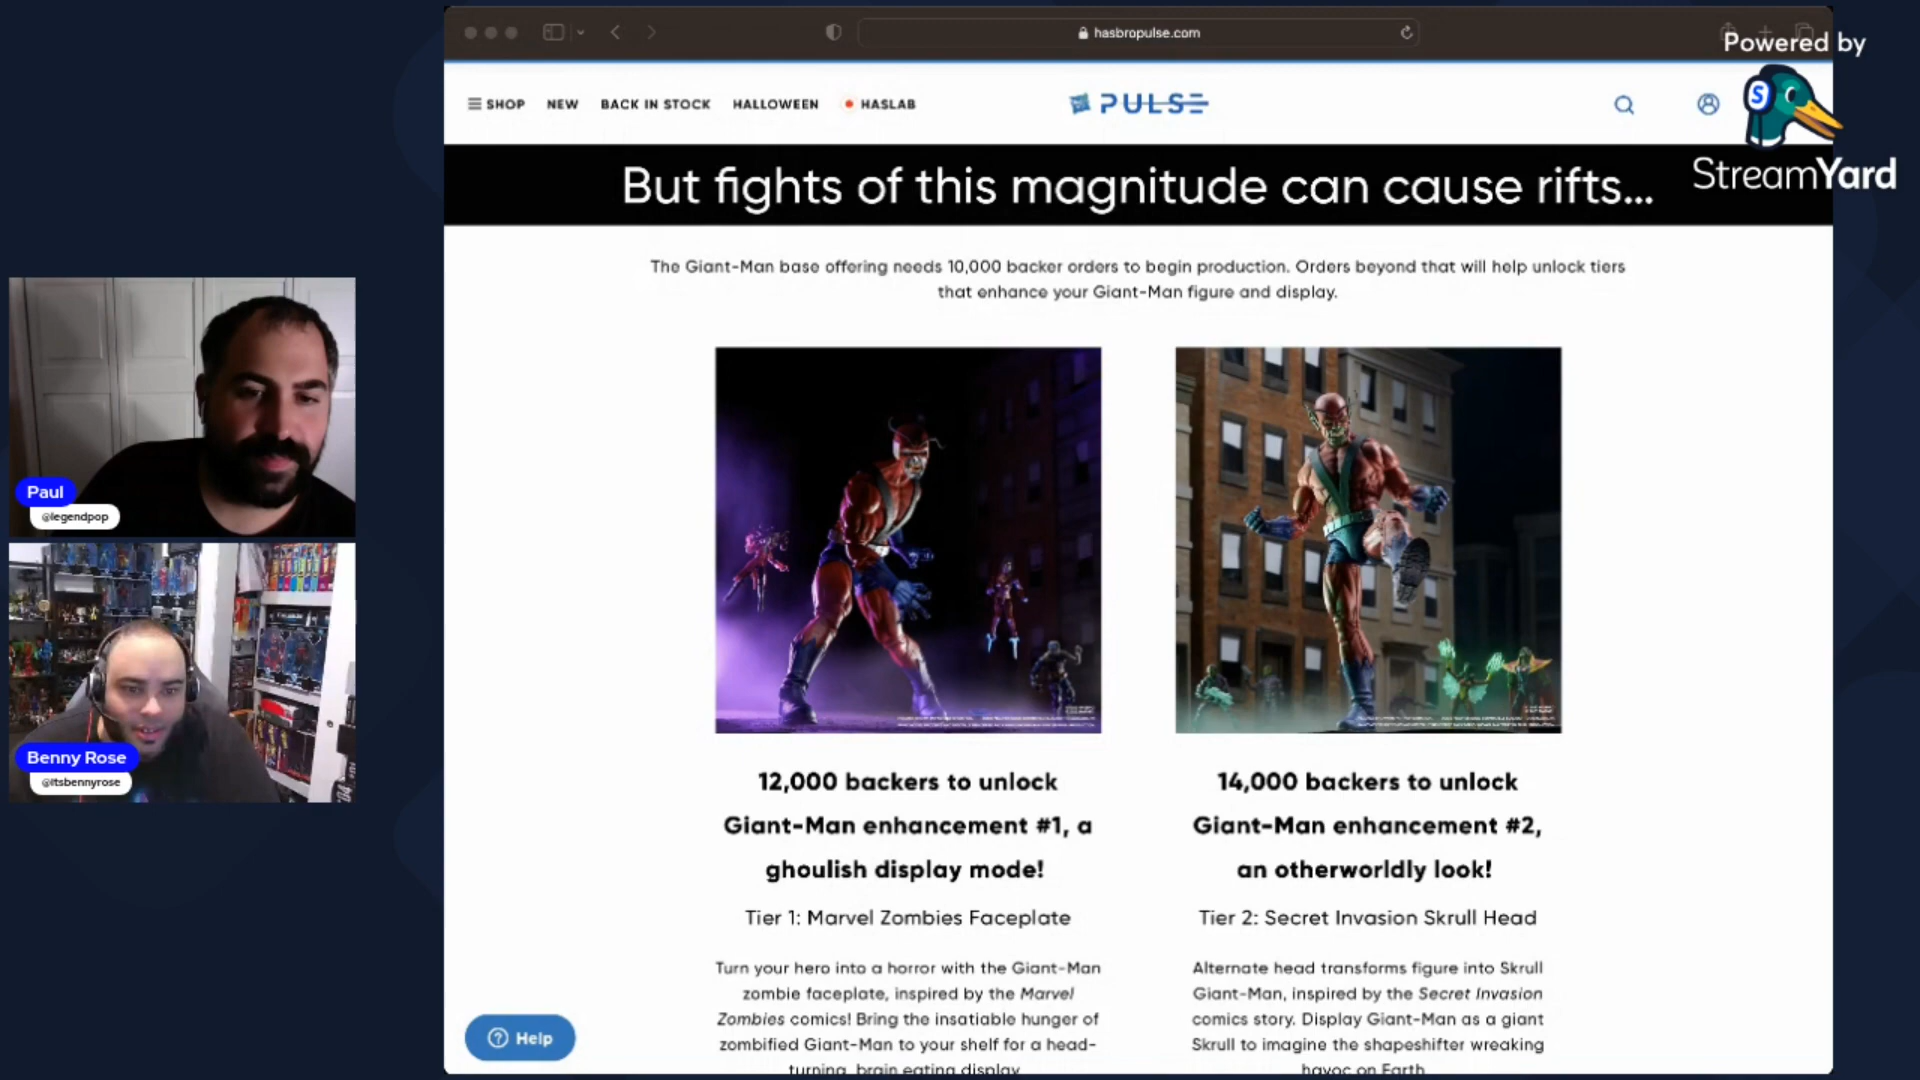 hasbropulse.com
Powered by
StreamYard
SHOP NEW BACK IN STOCK HALLOWEEN HASLAB
PULSE
But fights of this magnitude can cause rifts...
The Giant-Man base offering needs 10,000 backer orders to begin production. Orders beyond that will help unlock tiers
that enhance your Giant-Man figure and display.
Paul
@legendpop
Benny Rose
@itsbennyrose
12,000 backers to unlock
Giant-Man enhancement #1, a
ghoulish display mode!
Tier 1: Marvel Zombies Faceplate
Turn your hero into a horror with the Giant-Man
zombie faceplate, inspired by the Marvel
Zombies comics! Bring the insatiable hunger of
zombified Giant-Man to your shelf for a head-
turning, brain eating display
14,000 backers to unlock
Giant-Man enhancement #2,
an otherworldly look!
Tier 2: Secret Invasion Skrull Head
Alternate head transforms figure into Skrull
Giant-Man, inspired by the Secret Invasion
comics story. Display Giant-Man as a giant
Skrull to imagine the shapeshifter wreaking
havoc on Earth
Help